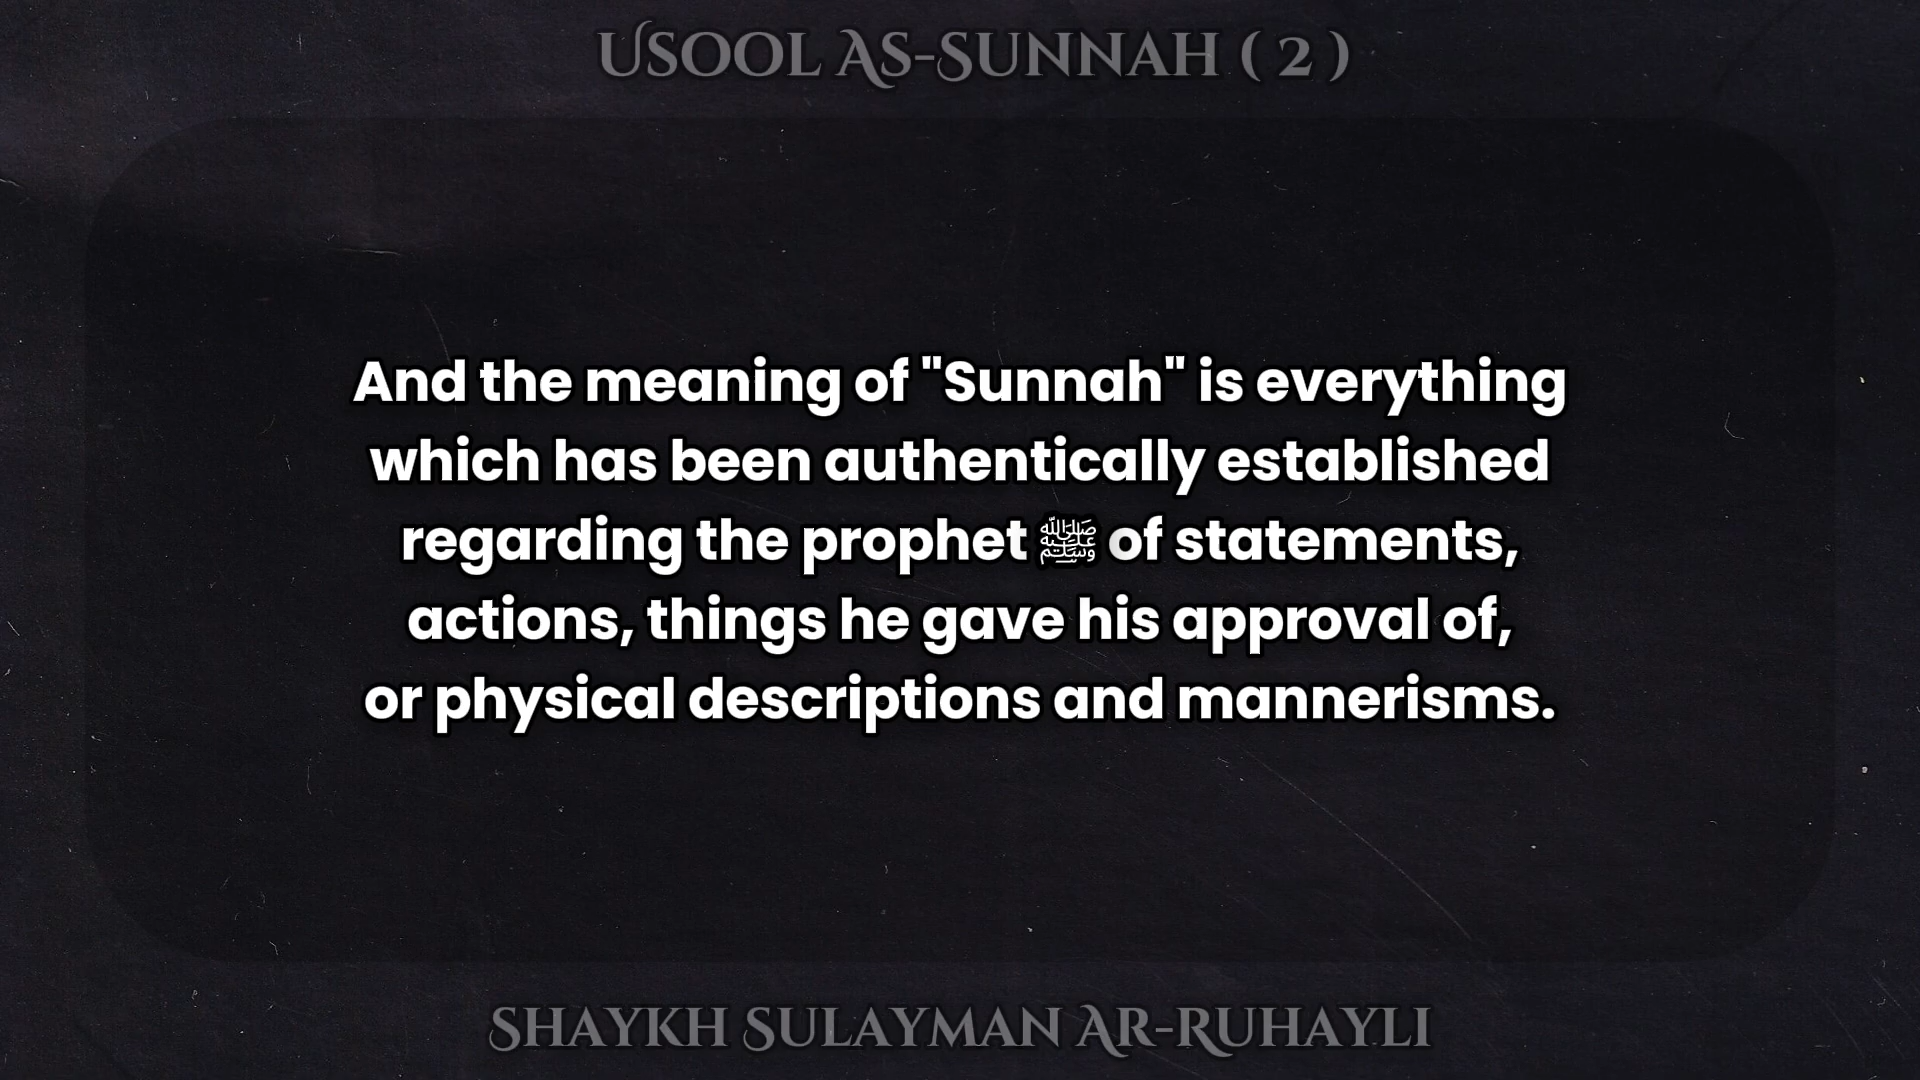 Usool As-Sunnah ( 2 )
And the meaning of "Sunnah" is everything
which has been authentically established
regarding the prophet ﷺ of statements,
actions, things he gave his approval of,
or physical descriptions and mannerisms.
Shaykh Sulayman Ar-Ruhayli